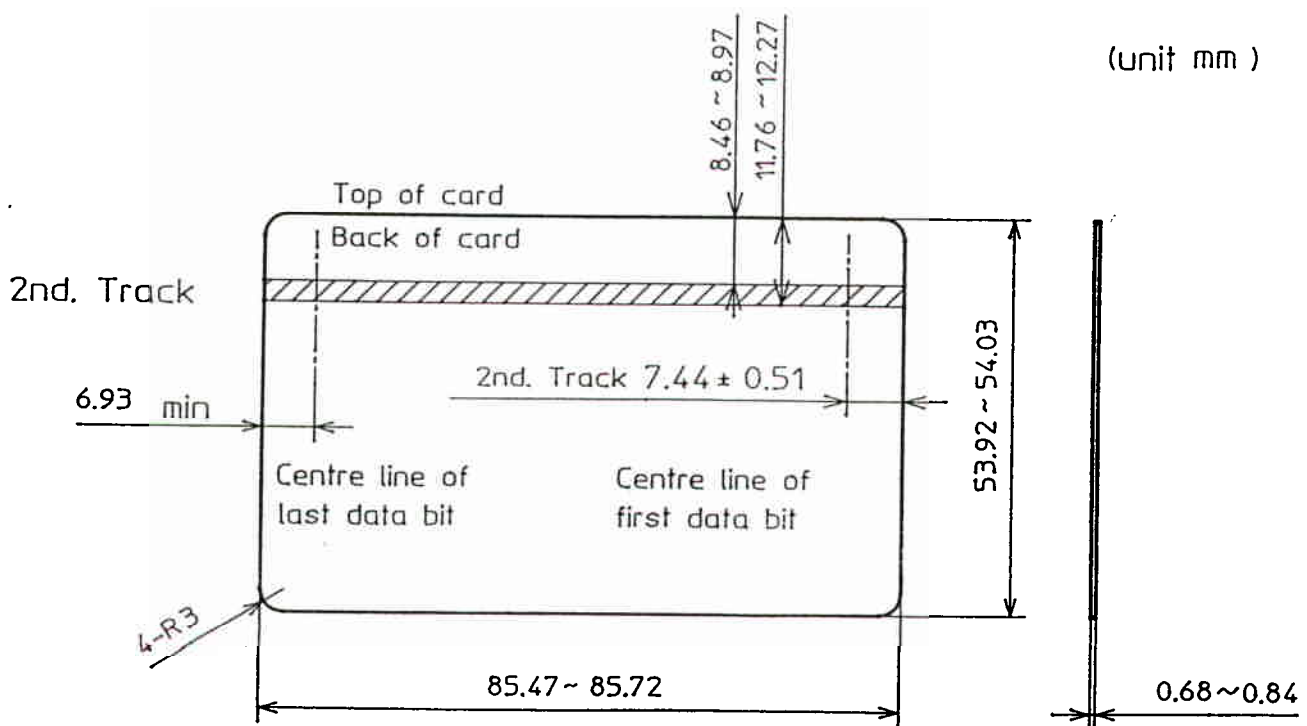 (unit mm )
8.46 ~ 8.97
11.76 ~ 12.27
Top of card
Back of card
2nd. Track
2nd. Track 7.44 ± 0.51
6.93 min
53.92 ~ 54.03
Centre line of
last data bit
Centre line of
first data bit
4-R3
85.47 ~ 85.72
0.68 ~ 0.84